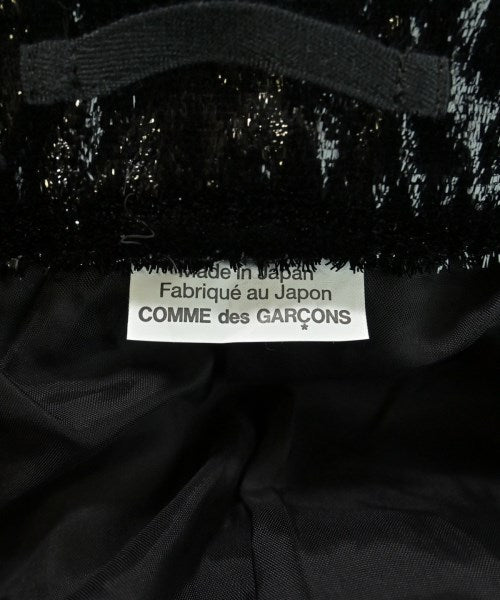 Made in Japan
Fabriqué au Japon
COMME des GARÇONS
*